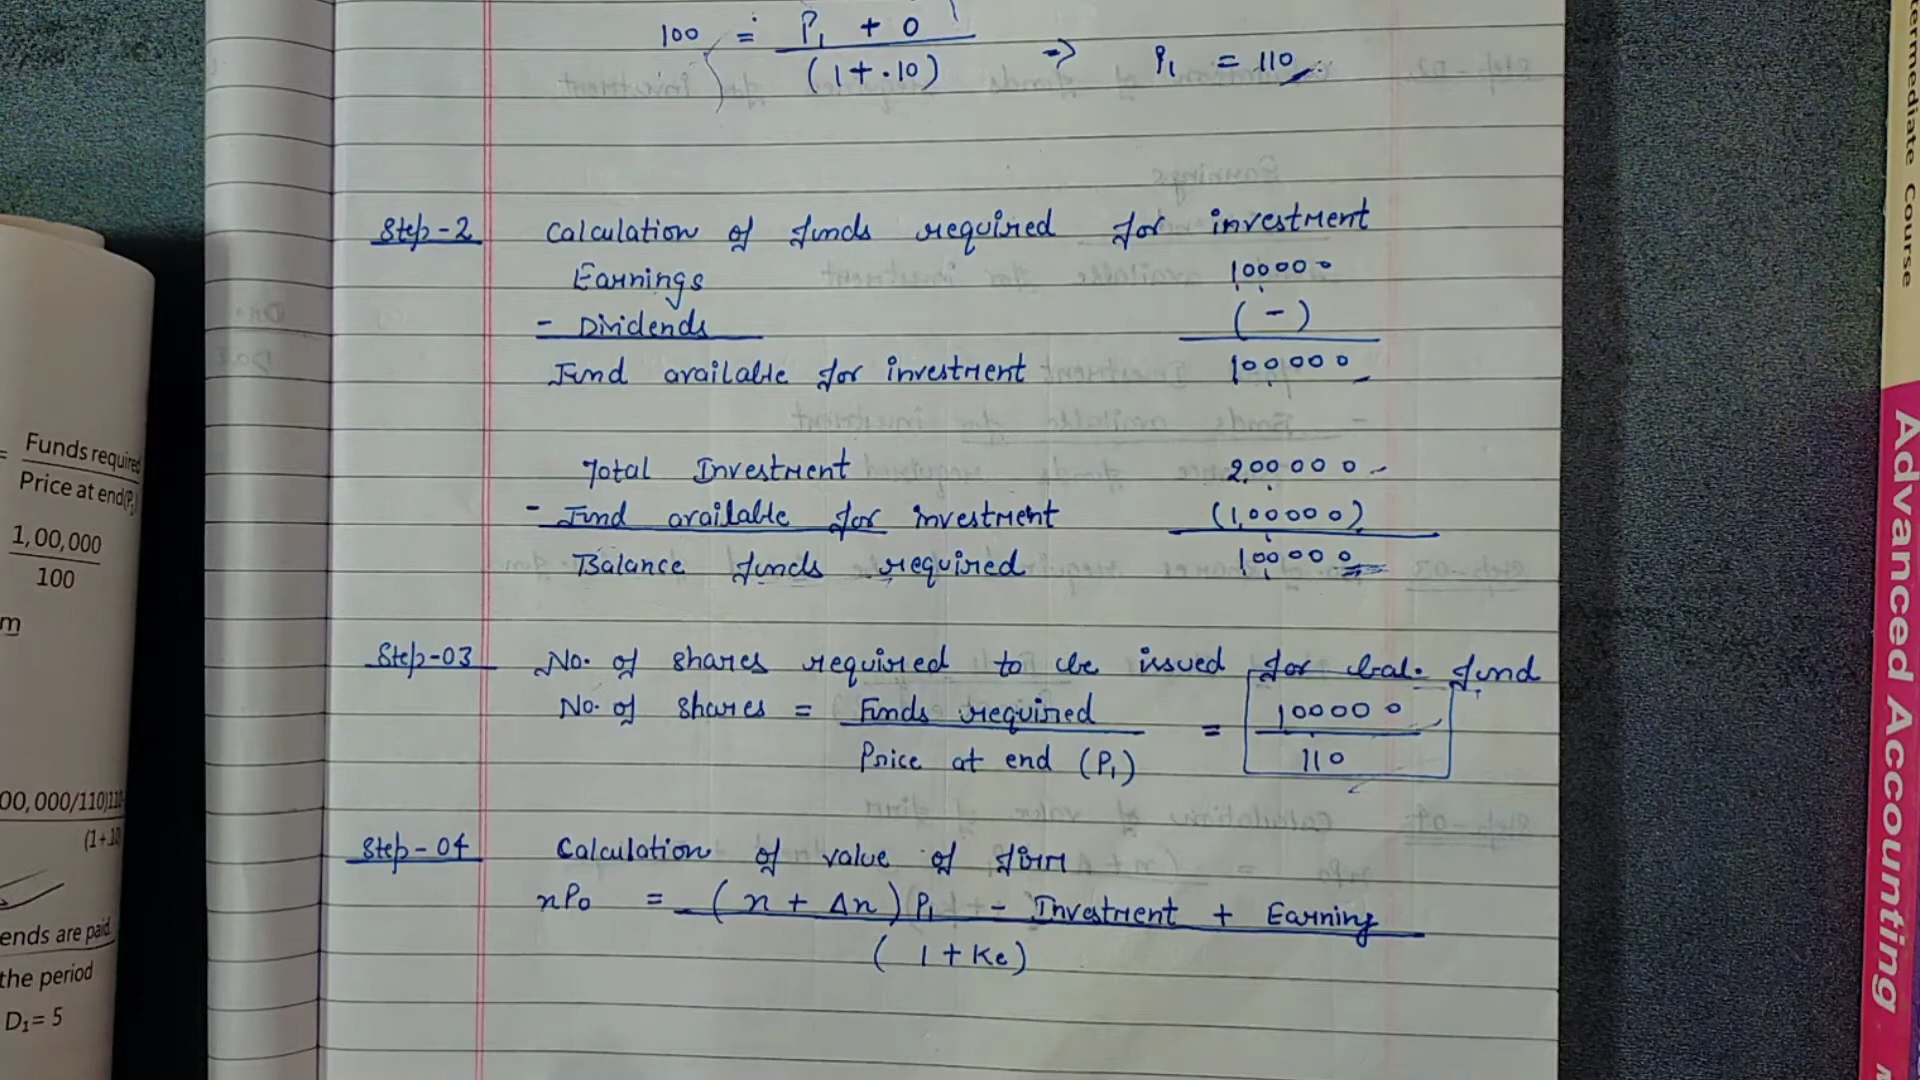 100 = P₁ + 0
(1+.10)
=> P₁ = 110
Step-2 Calculation of funds required for investment
Earnings 100000
- Dividends (-)
Fund available for investment 100000
Total Investment 200000
- Fund available for investment (1,00000)
Balance funds required 100000
Step-03 No. of shares required to be issued for bal. fund
No. of shares = Funds required = 100000
Price at end (P₁) 110
Step-04 Calculation of value of firm
nP₀ = (n + Δn) P₁ - Investment + Earning
(1+Ke)
= Funds required
Price at end(P₁)
1,00,000
100
m
00,000/110)110
(1+.10
ends are paid
the period
D₁= 5
termediate Course
Advanced Accounting